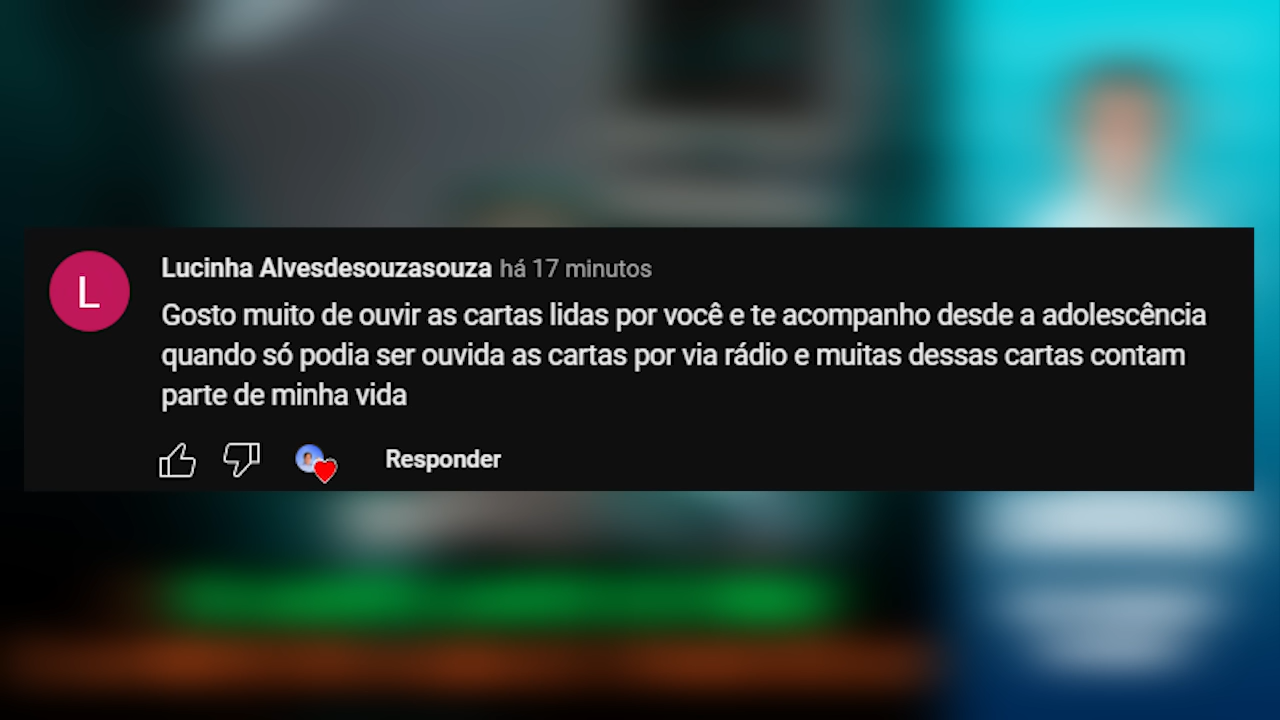 L
Lucinha Alvesdesouzasouza há 17 minutos
Gosto muito de ouvir as cartas lidas por você e te acompanho desde a adolescência
quando só podia ser ouvida as cartas por via rádio e muitas dessas cartas contam
parte de minha vida
Responder